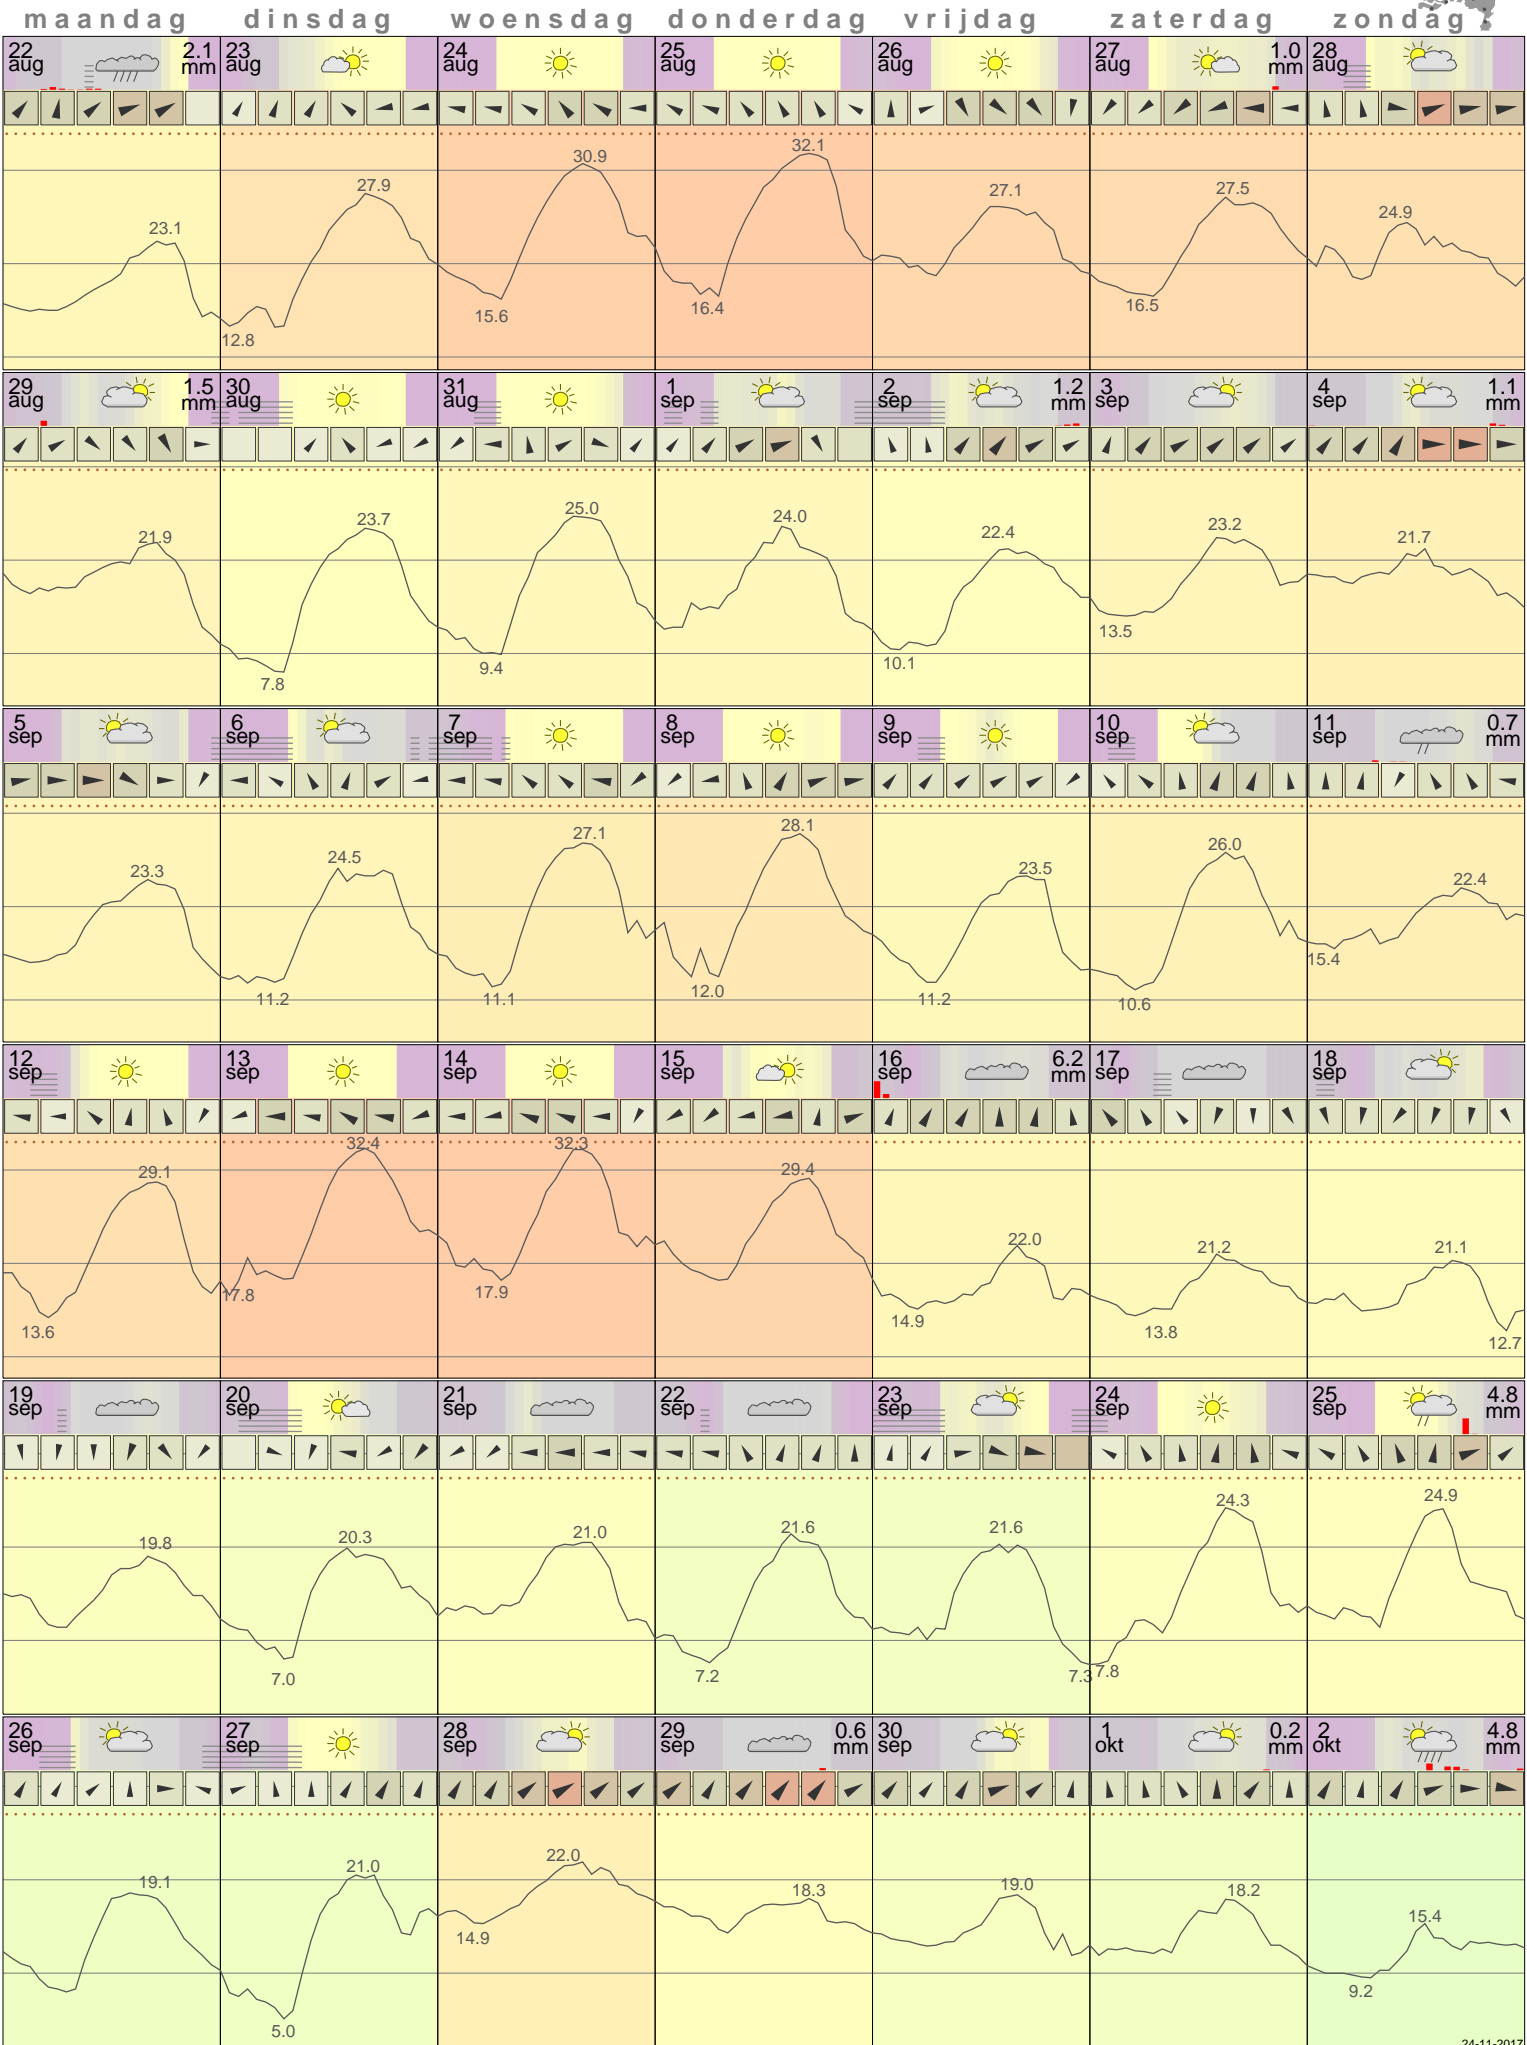 maandag dinsdag woensdag donderdag vrijdag zaterdag zondag
22 aug 2.1 mm 23 aug 24 aug 25 aug 26 aug 27 aug 1.0 mm 28 aug
23.1 12.8 27.9 15.6 30.9 16.4 32.1 27.1 16.5 27.5 24.9
29 aug 1.5 mm 30 aug 31 aug 1 sep 2 sep 1.2 mm 3 sep 4 sep 1.1 mm
21.9 7.8 23.7 9.4 25.0 24.0 10.1 22.4 13.5 23.2 21.7
5 sep 6 sep 7 sep 8 sep 9 sep 10 sep 11 sep 0.7 mm
23.3 11.2 24.5 11.1 27.1 12.0 28.1 11.2 23.5 10.6 26.0 15.4 22.4
12 sep 13 sep 14 sep 15 sep 16 sep 6.2 mm 17 sep 18 sep
13.6 29.1 17.8 32.4 17.9 32.3 29.4 14.9 22.0 13.8 21.2 21.1 12.7
19 sep 20 sep 21 sep 22 sep 23 sep 24 sep 25 sep 4.8 mm
19.8 7.0 20.3 21.0 7.2 21.6 21.6 7.3 7.8 24.3 24.9
26 sep 27 sep 28 sep 29 sep 0.6 mm 30 sep 1 okt 0.2 mm 2 okt 4.8 mm
19.1 5.0 21.0 14.9 22.0 18.3 19.0 18.2 9.2 15.4
24-11-2017